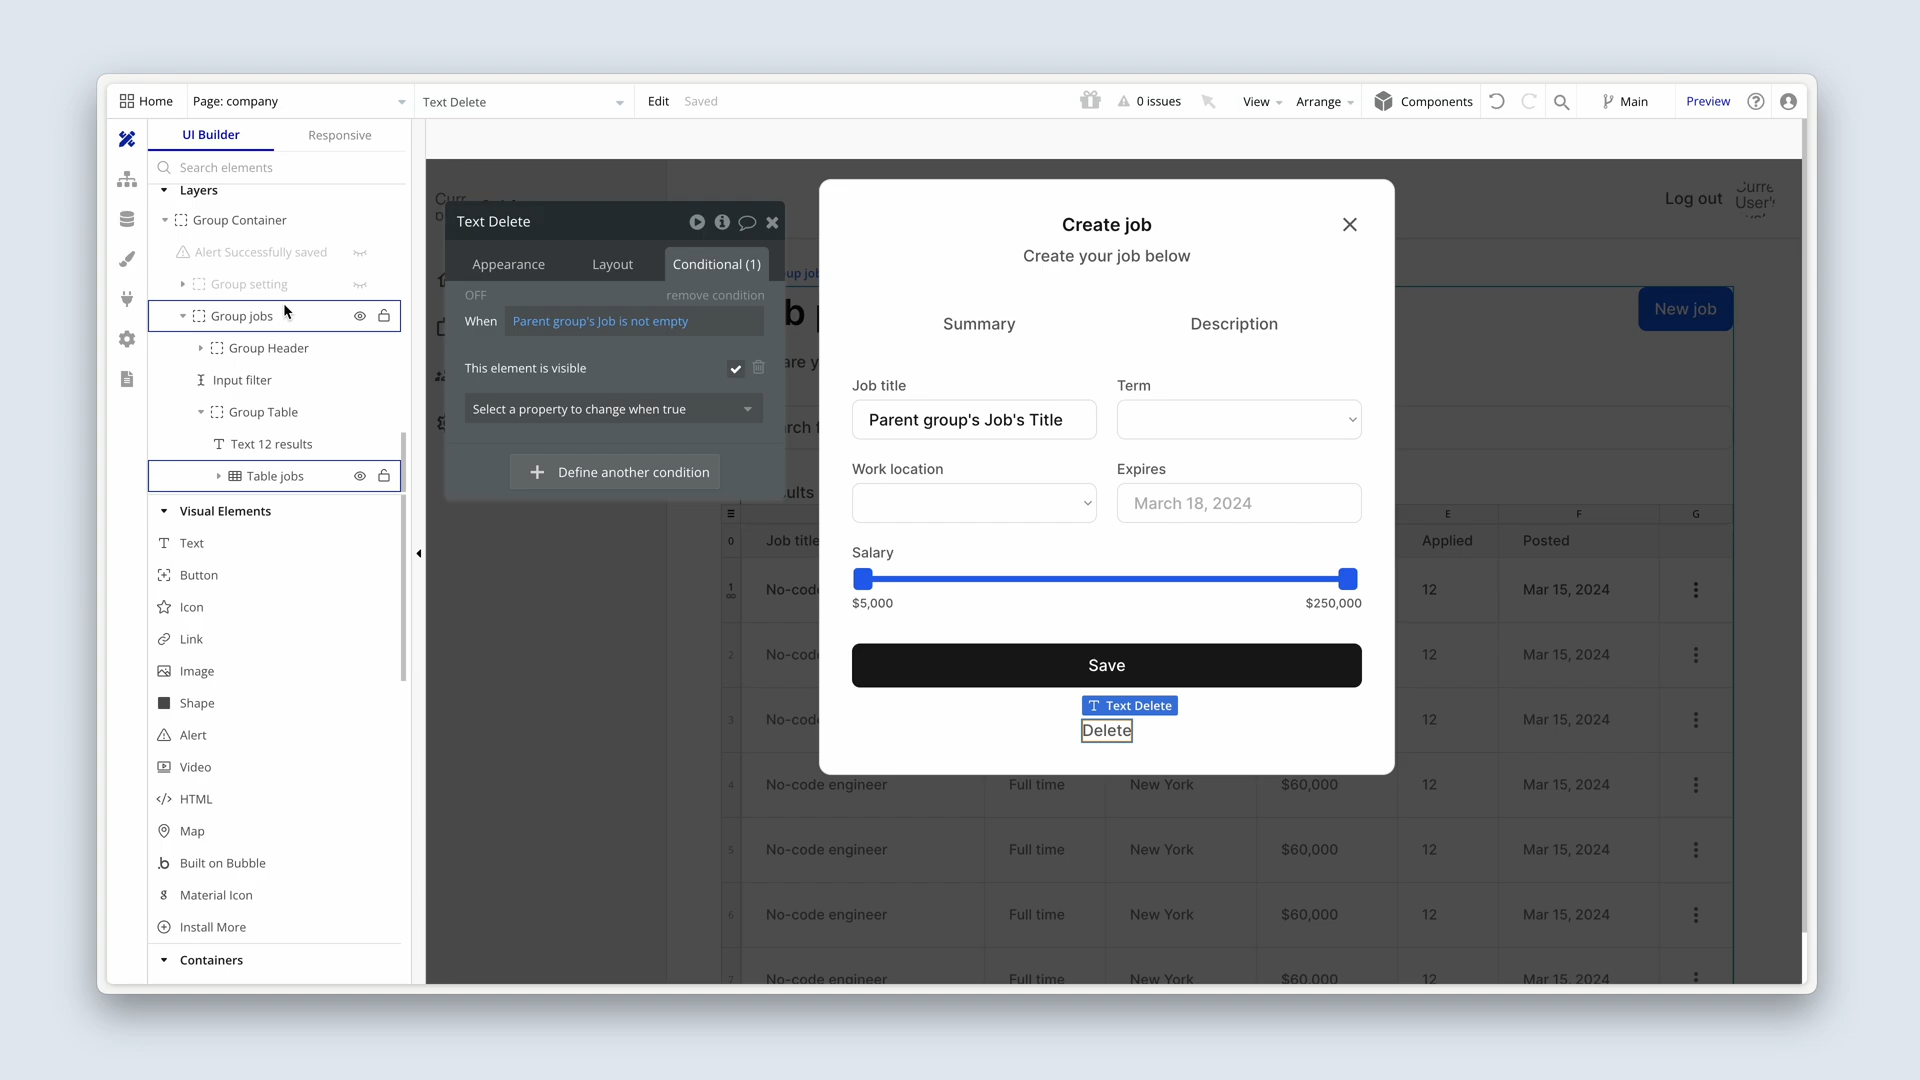 Home
Page: company
Text Delete
Edit
Saved
0 issues
View
Arrange
Components
Main
Preview
UI Builder
Responsive
Search elements
Layers
Group Container
Alert Successfully saved
Group setting
Group jobs
Group Header
Input filter
Group Table
Text 12 results
Table jobs
Visual Elements
Text
Button
Icon
Link
Image
Shape
Alert
Video
HTML
Map
Built on Bubble
Material Icon
Install More
Containers
Text Delete
Appearance
Layout
Conditional (1)
OFF
remove condition
When
Parent group's Job is not empty
This element is visible
Select a property to change when true
Define another condition
Log out
New job
Create job
Create your job below
Summary
Description
Job title
Term
Parent group's Job's Title
Work location
Expires
March 18, 2024
Salary
$5,000
$250,000
Save
Text Delete
Delete
E
F
G
0
Job title
Applied
Posted
1
12
Mar 15, 2024
2
12
Mar 15, 2024
3
12
Mar 15, 2024
4
No-code engineer
Full time
New York
$60,000
12
Mar 15, 2024
5
No-code engineer
Full time
New York
$60,000
12
Mar 15, 2024
6
No-code engineer
Full time
New York
$60,000
12
Mar 15, 2024
7
No-code engineer
Full time
New York
$60,000
12
Mar 15, 2024